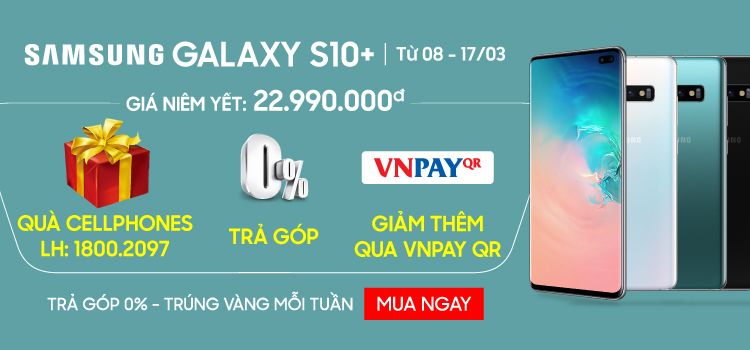 SAMSUNG GALAXY S10+ | Từ 08 - 17/03
GIÁ NIÊM YẾT: 22.990.000đ
0%
VNPAYQR
QUÀ CELLPHONES
LH: 1800.2097
TRẢ GÓP
GIẢM THÊM
QUA VNPAY QR
TRẢ GÓP 0% - TRÚNG VÀNG MỖI TUẦN
MUA NGAY
SAMSUNG